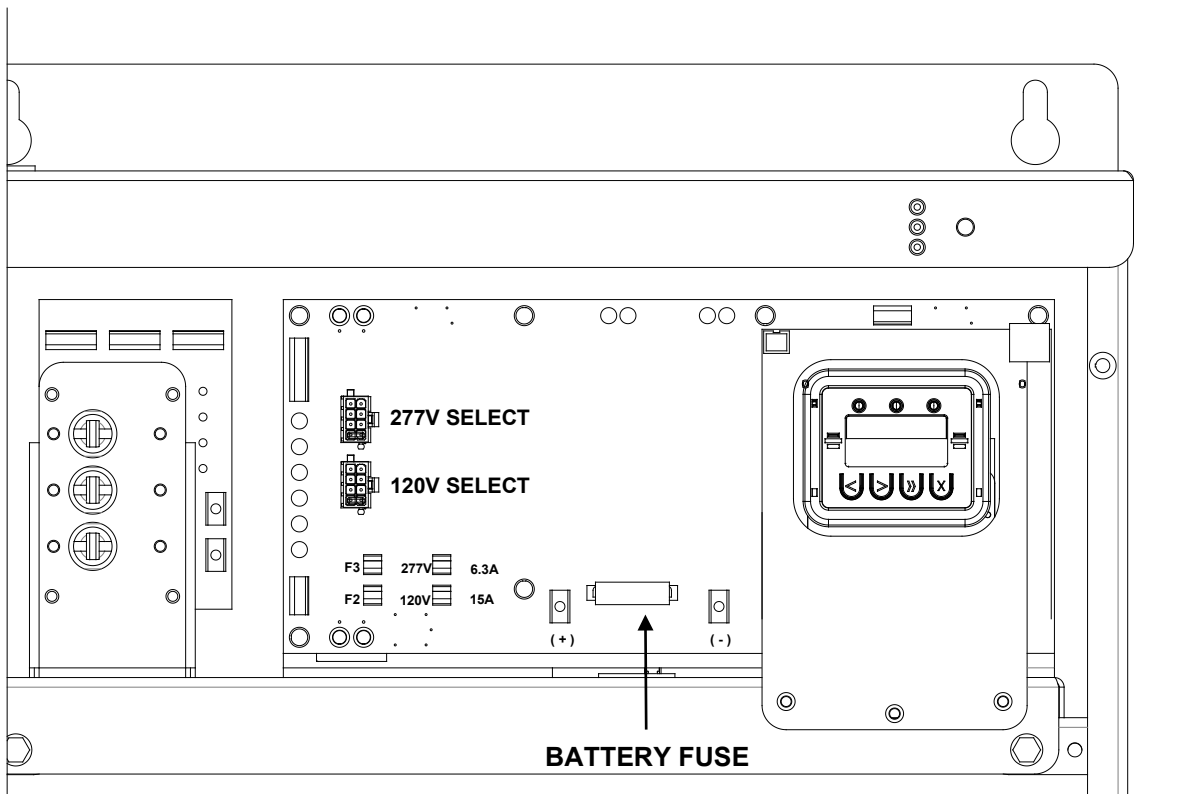 277V SELECT
120V SELECT
F3 277V 6.3A
F2 120V 15A
(+) (-)
< > » X
BATTERY FUSE